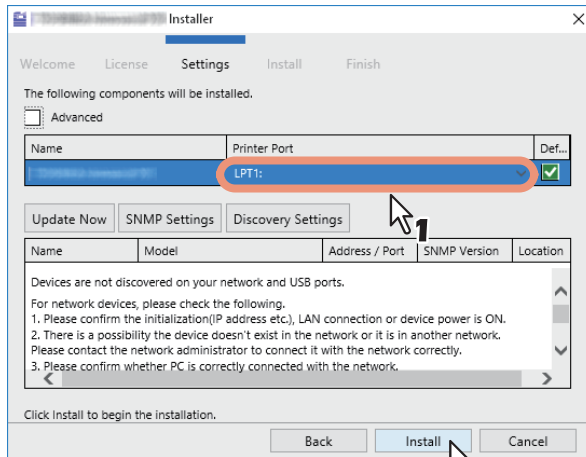 Installer
Welcome License Settings Install Finish
The following components will be installed.
Advanced
Name Printer Port Def...
LPT1:
1
Update Now SNMP Settings Discovery Settings
Name Model Address / Port SNMP Version Location
Devices are not discovered on your network and USB ports.
For network devices, please check the following.
1. Please confirm the initialization(IP address etc.), LAN connection or device power is ON.
2. There is a possibility the device doesn't exist in the network or it is in another network.
Please contact the network administrator to connect it with the network correctly.
3. Please confirm whether PC is correctly connected with the network.
Click Install to begin the installation.
Back Install Cancel